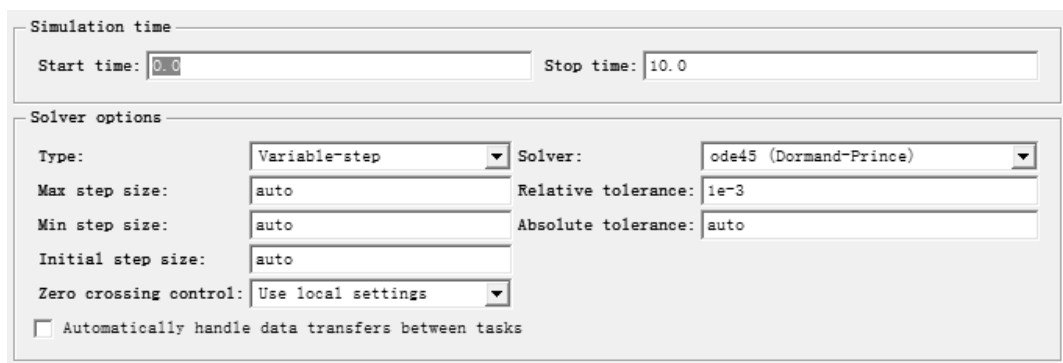 Simulation time
Start time: 0.0 Stop time: 10.0
Solver options
Type: Variable-step Solver: ode45 (Dormand-Prince)
Max step size: auto Relative tolerance: 1e-3
Min step size: auto Absolute tolerance: auto
Initial step size: auto
Zero crossing control: Use local settings
Automatically handle data transfers between tasks